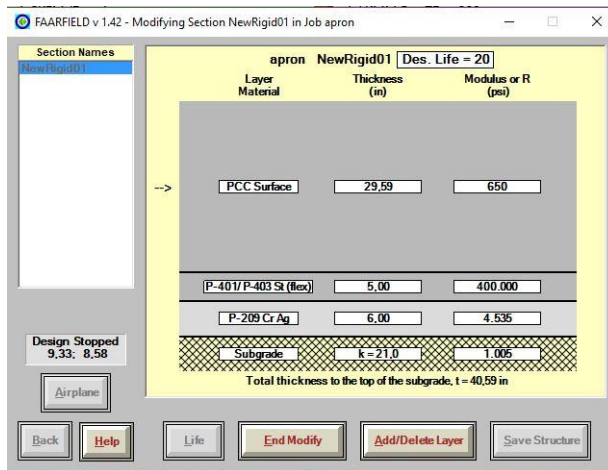 FAARFIELD v 1.42 - Modifying Section NewRigid01 in Job apron
Section Names
NewRigid01
apron NewRigid01 Des. Life = 20
Layer Material Thickness (in) Modulus or R (psi)
--> PCC Surface 29,59 650
P-401/ P-403 St (flex) 5,00 400.000
P-209 Cr Ag 6,00 4.535
Subgrade k = 21,0 1.005
Total thickness to the top of the subgrade, t = 40,59 in
Design Stopped
9,33; 8,58
Airplane
Back Help Life End Modify Add/Delete Layer Save Structure